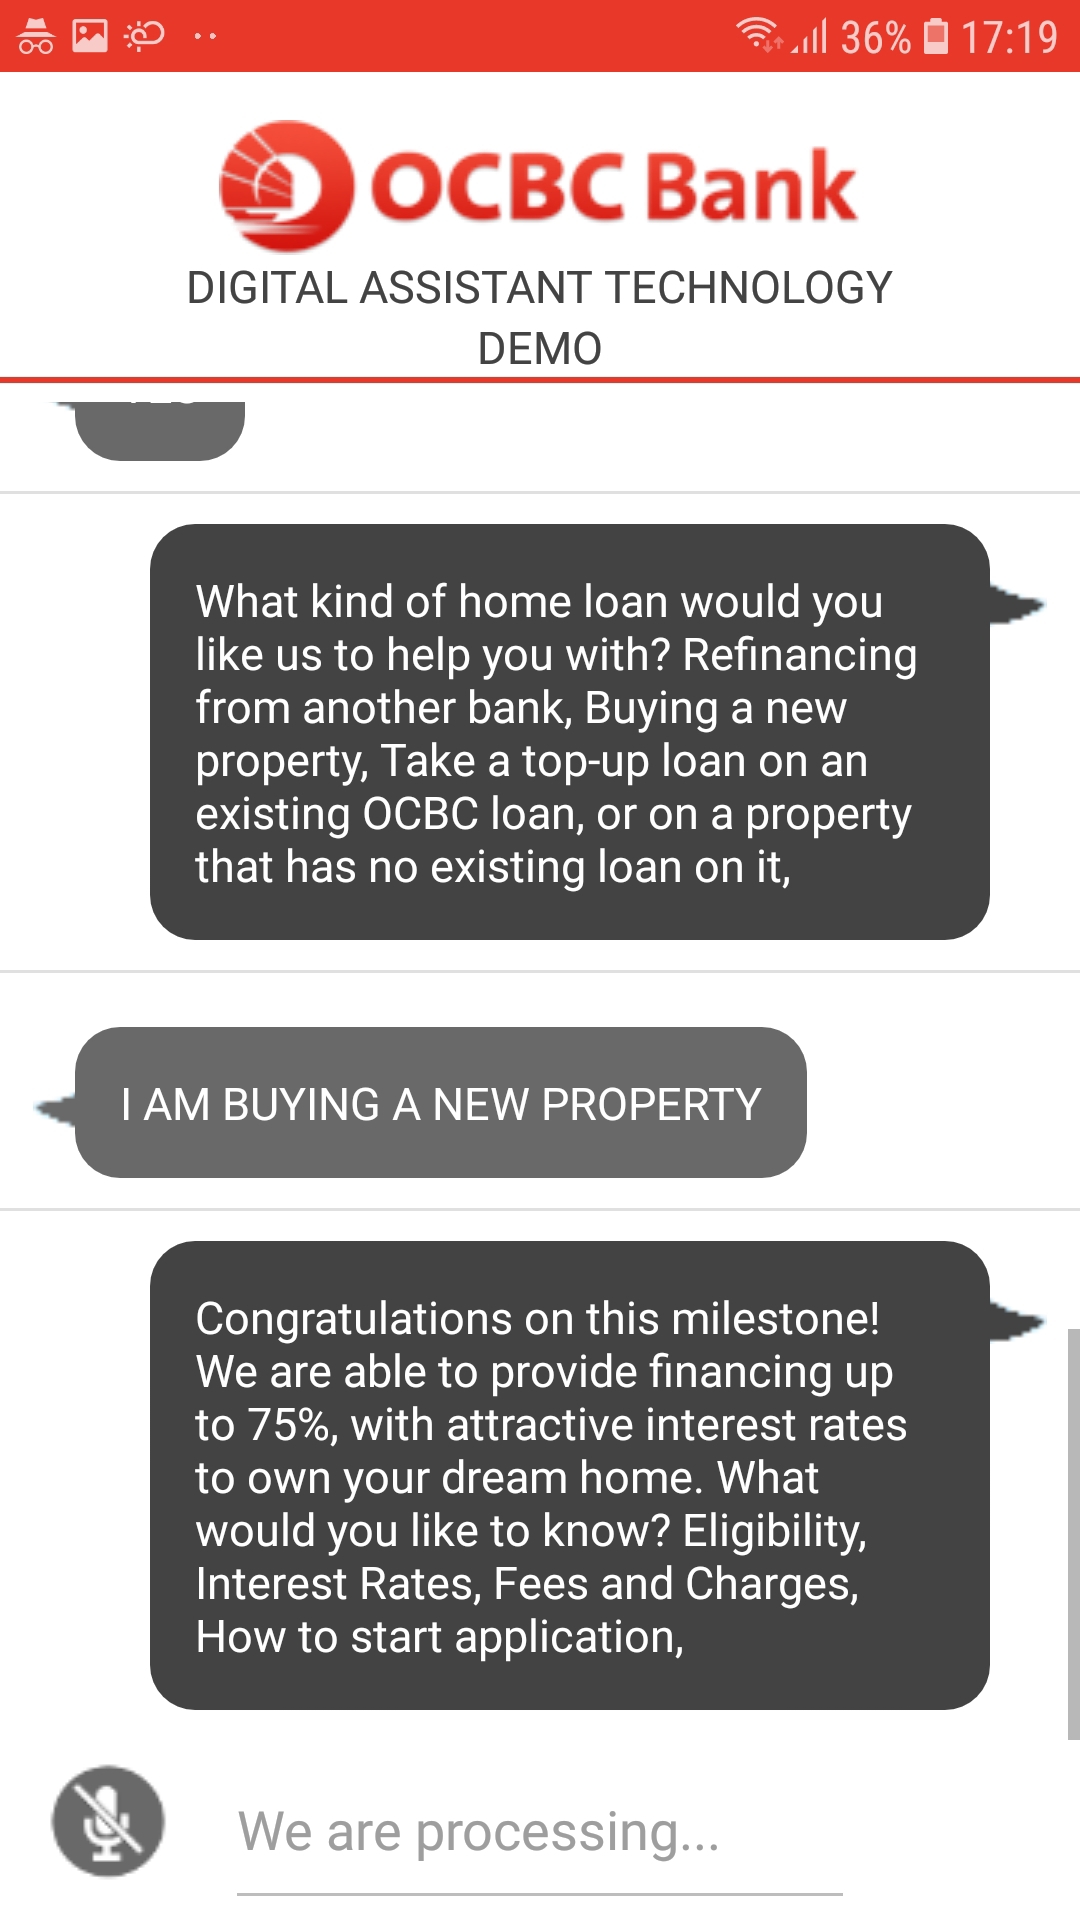 36% 17:19
OCBC Bank
DIGITAL ASSISTANT TECHNOLOGY
DEMO
What kind of home loan would you
like us to help you with? Refinancing
from another bank, Buying a new
property, Take a top-up loan on an
existing OCBC loan, or on a property
that has no existing loan on it,
I AM BUYING A NEW PROPERTY
Congratulations on this milestone!
We are able to provide financing up
to 75%, with attractive interest rates
to own your dream home. What
would you like to know? Eligibility,
Interest Rates, Fees and Charges,
How to start application,
We are processing...